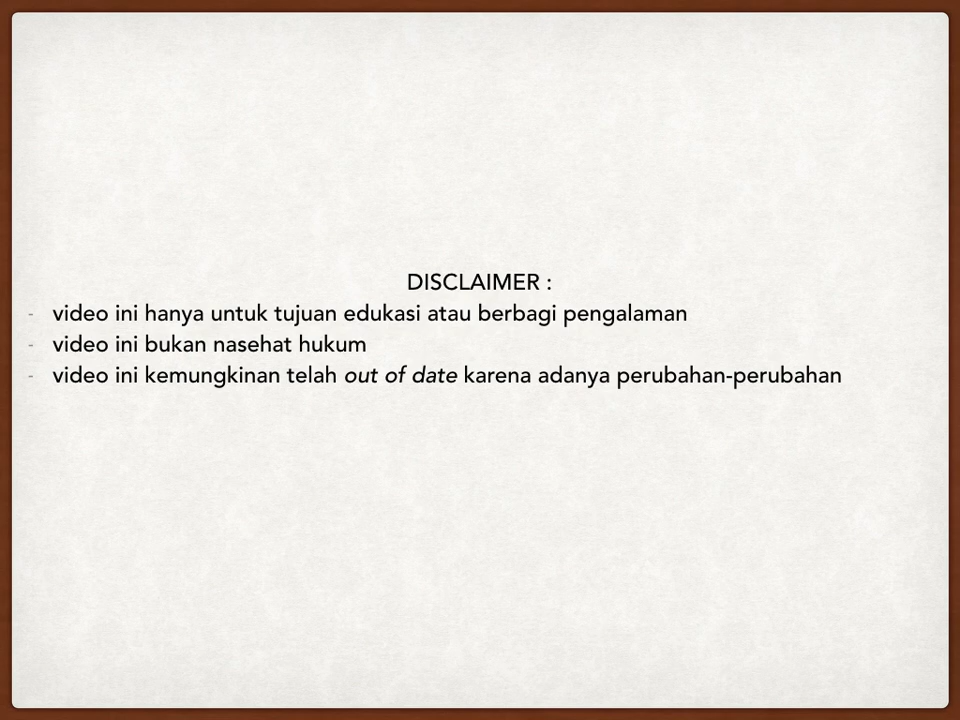 DISCLAIMER :
- video ini hanya untuk tujuan edukasi atau berbagi pengalaman
- video ini bukan nasehat hukum
- video ini kemungkinan telah out of date karena adanya perubahan-perubahan